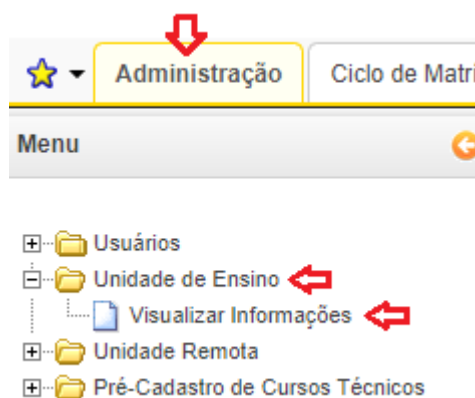 Administração Ciclo de Matri
Menu
Usuários
Unidade de Ensino
Visualizar Informações
Unidade Remota
Pré-Cadastro de Cursos Técnicos